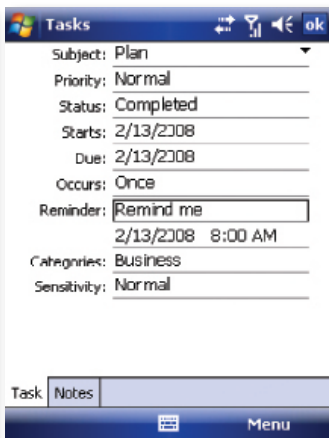 Tasks ok
Subject: Plan
Priority: Normal
Status: Completed
Starts: 2/13/2008
Due: 2/13/2008
Occurs: Once
Reminder: Remind me
2/13/2008 8:00 AM
Categories: Business
Sensitivity: Normal
Task Notes
Menu